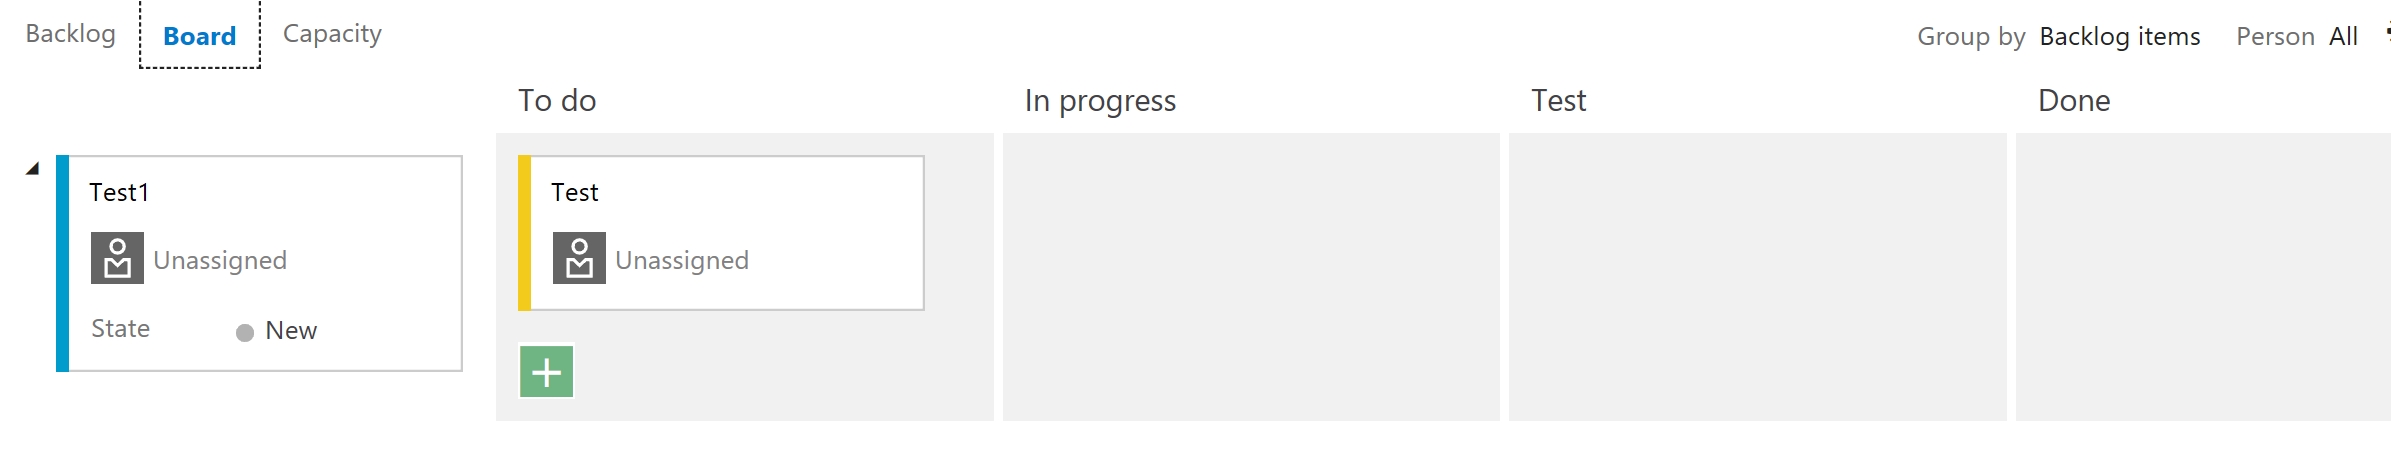 Backlog Board Capacity Group by Backlog items Person All
To do In progress Test Done
Test1 Test
Unassigned Unassigned
State New